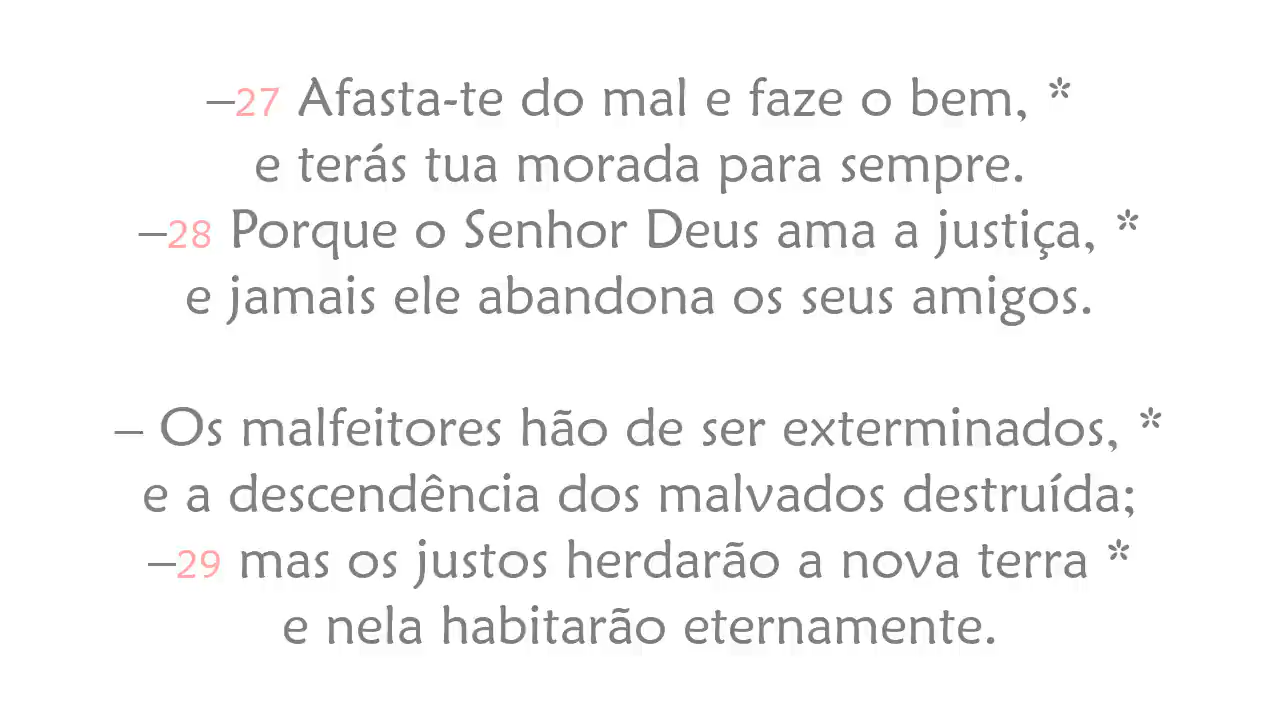 –27 Afasta-te do mal e faze o bem, *
e terás tua morada para sempre.
–28 Porque o Senhor Deus ama a justiça, *
e jamais ele abandona os seus amigos.
– Os malfeitores hão de ser exterminados, *
e a descendência dos malvados destruída;
–29 mas os justos herdarão a nova terra *
e nela habitarão eternamente.